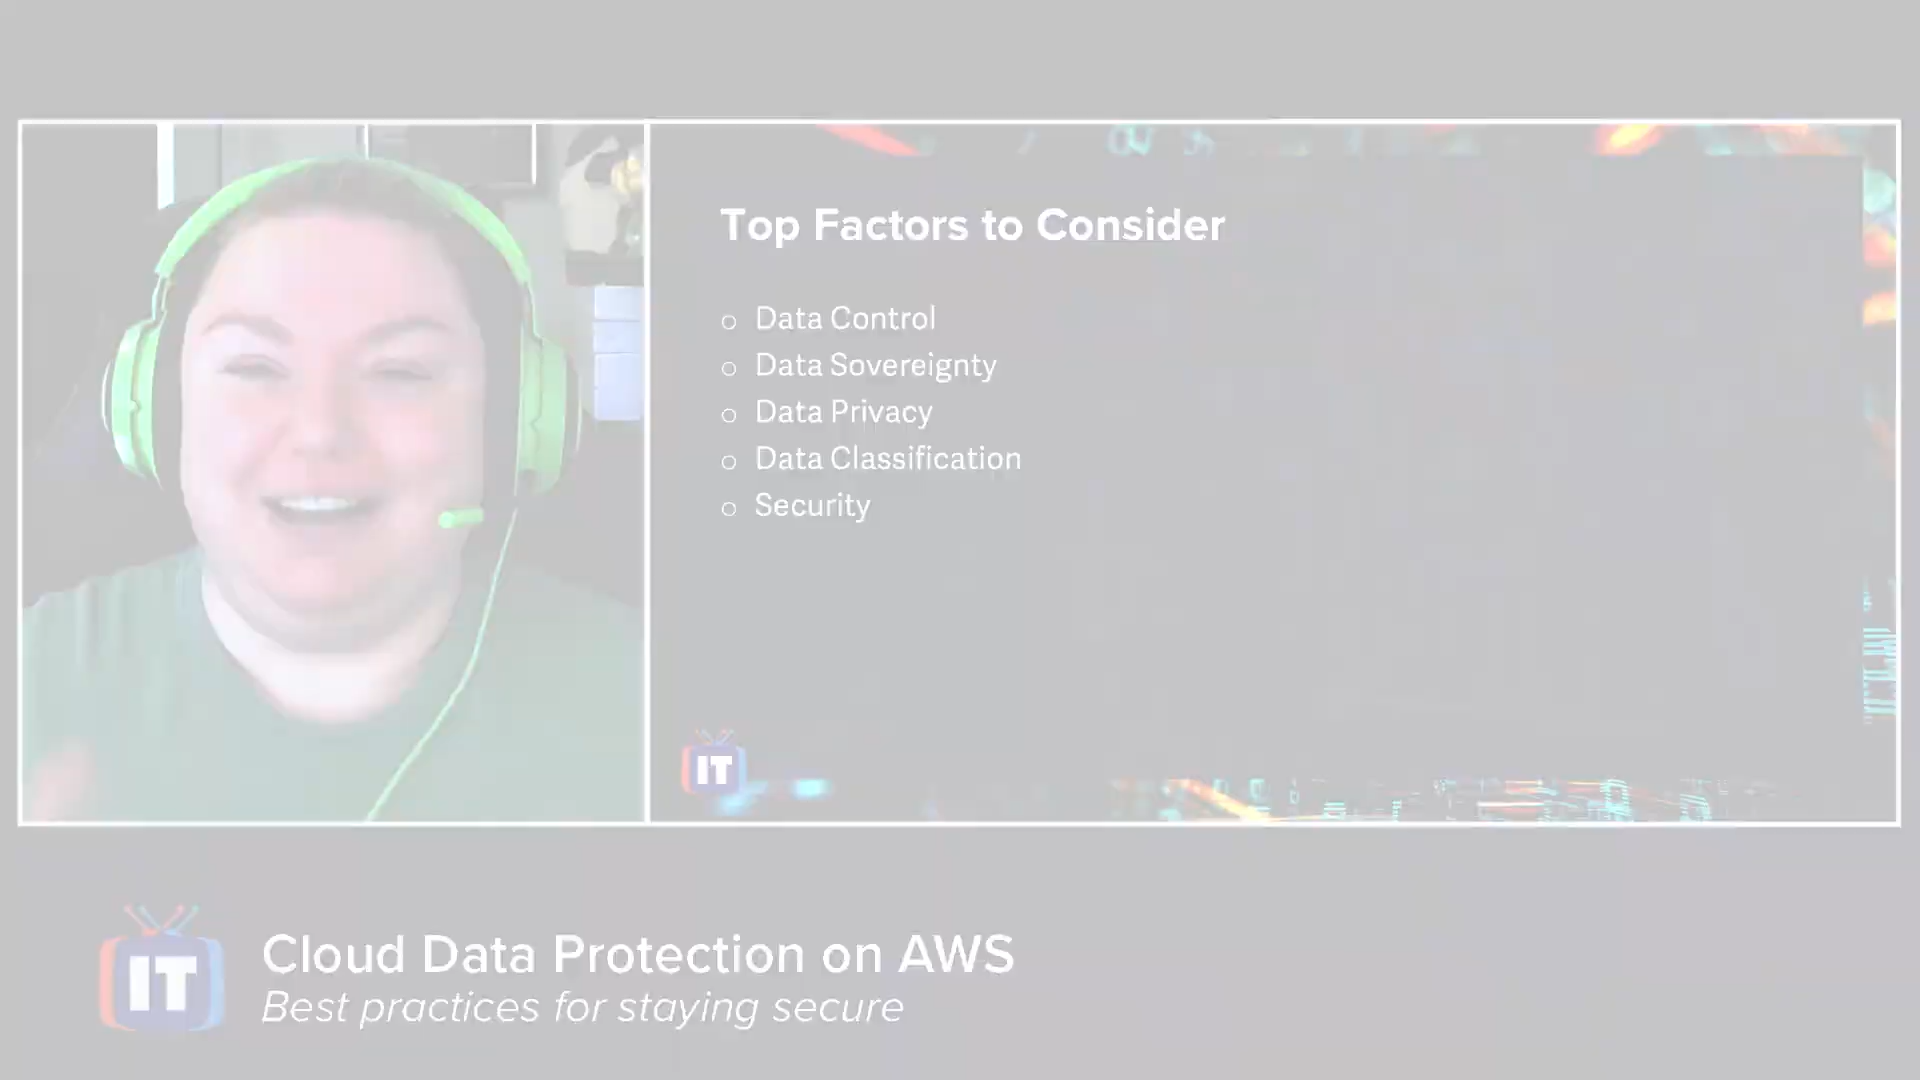 Top Factors to Consider
Data Control
Data Sovereignty
Data Privacy
Data Classification
Security
IT
IT
Cloud Data Protection on AWS
Best practices for staying secure